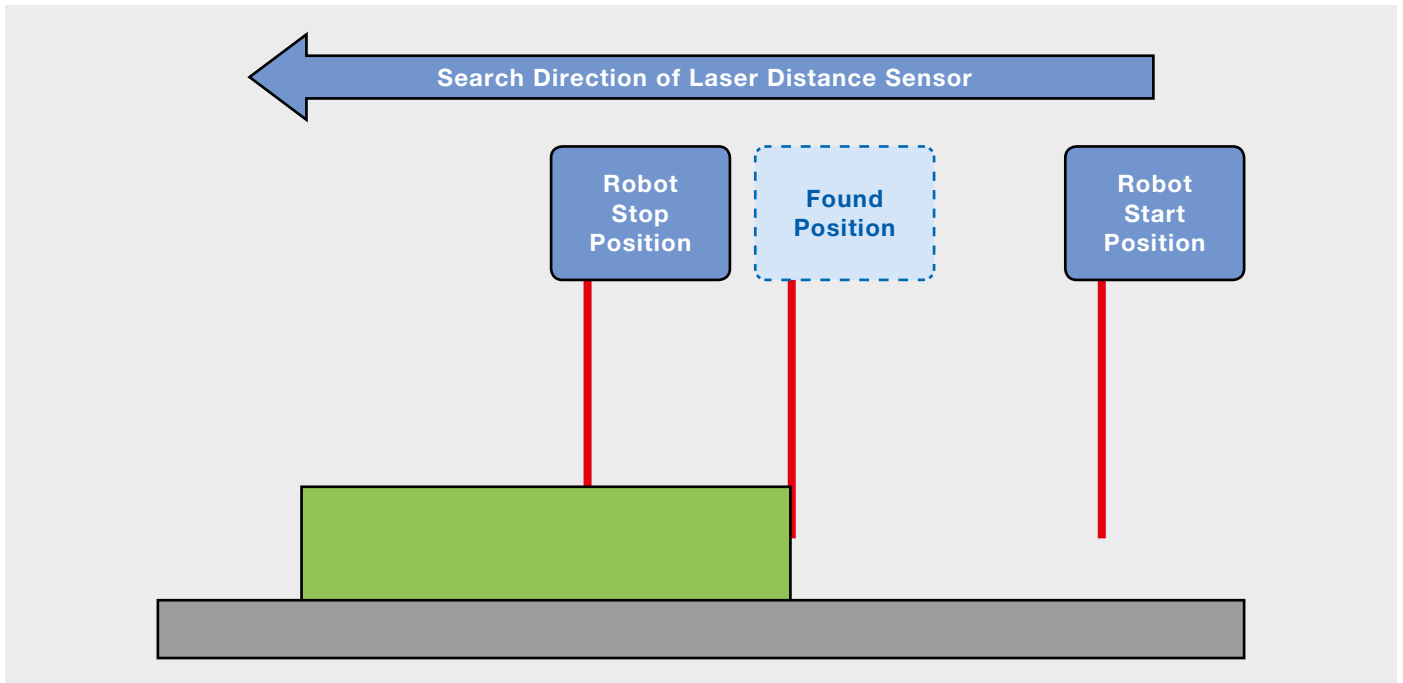 Search Direction of Laser Distance Sensor
Robot
Stop
Position
Found
Position
Robot
Start
Position